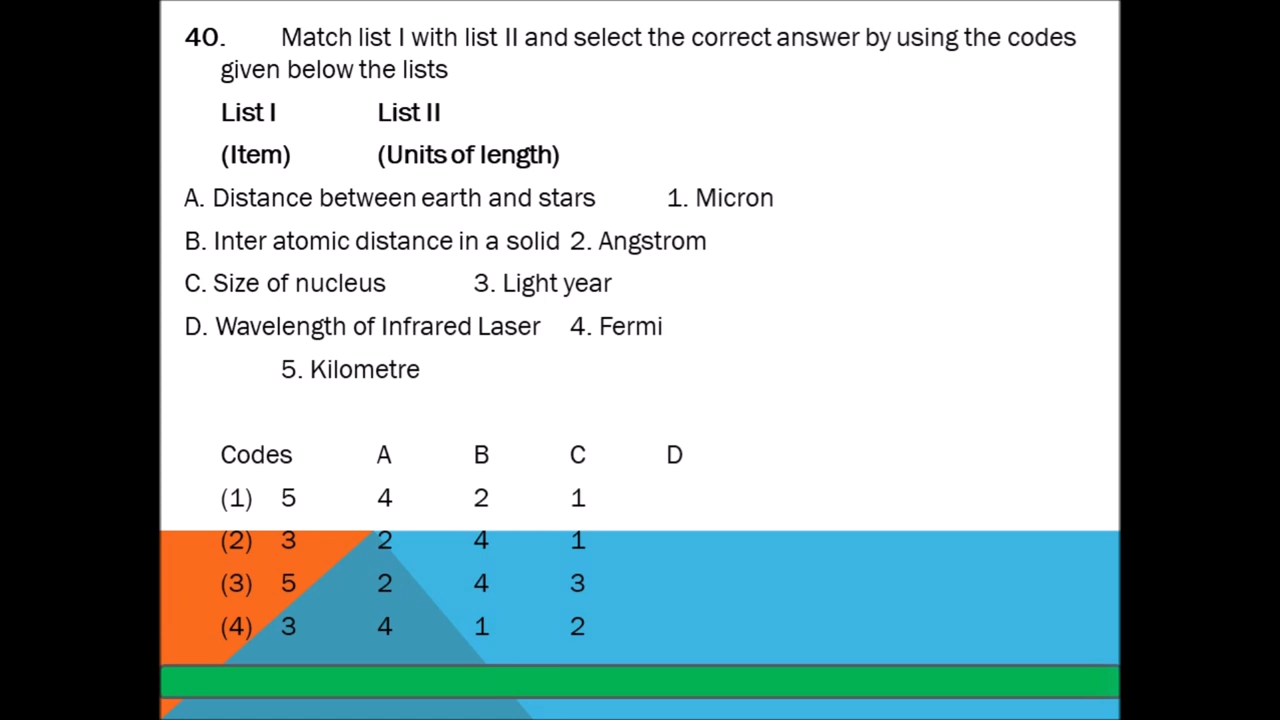 40. Match list I with list II and select the correct answer by using the codes
given below the lists
List I List II
(Item) (Units of length)
A. Distance between earth and stars 1. Micron
B. Inter atomic distance in a solid 2. Angstrom
C. Size of nucleus 3. Light year
D. Wavelength of Infrared Laser 4. Fermi
5. Kilometre
Codes A B C D
(1) 5 4 2 1
(2) 3 2 4 1
(3) 5 2 4 3
(4) 3 4 1 2